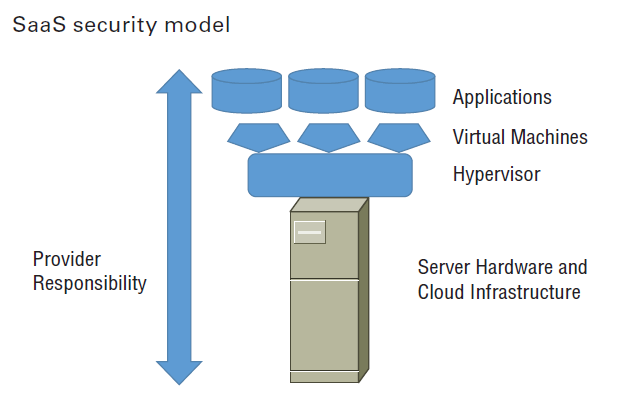 SaaS security model
Applications
Virtual Machines
Hypervisor
Provider
Responsibility
Server Hardware and
Cloud Infrastructure